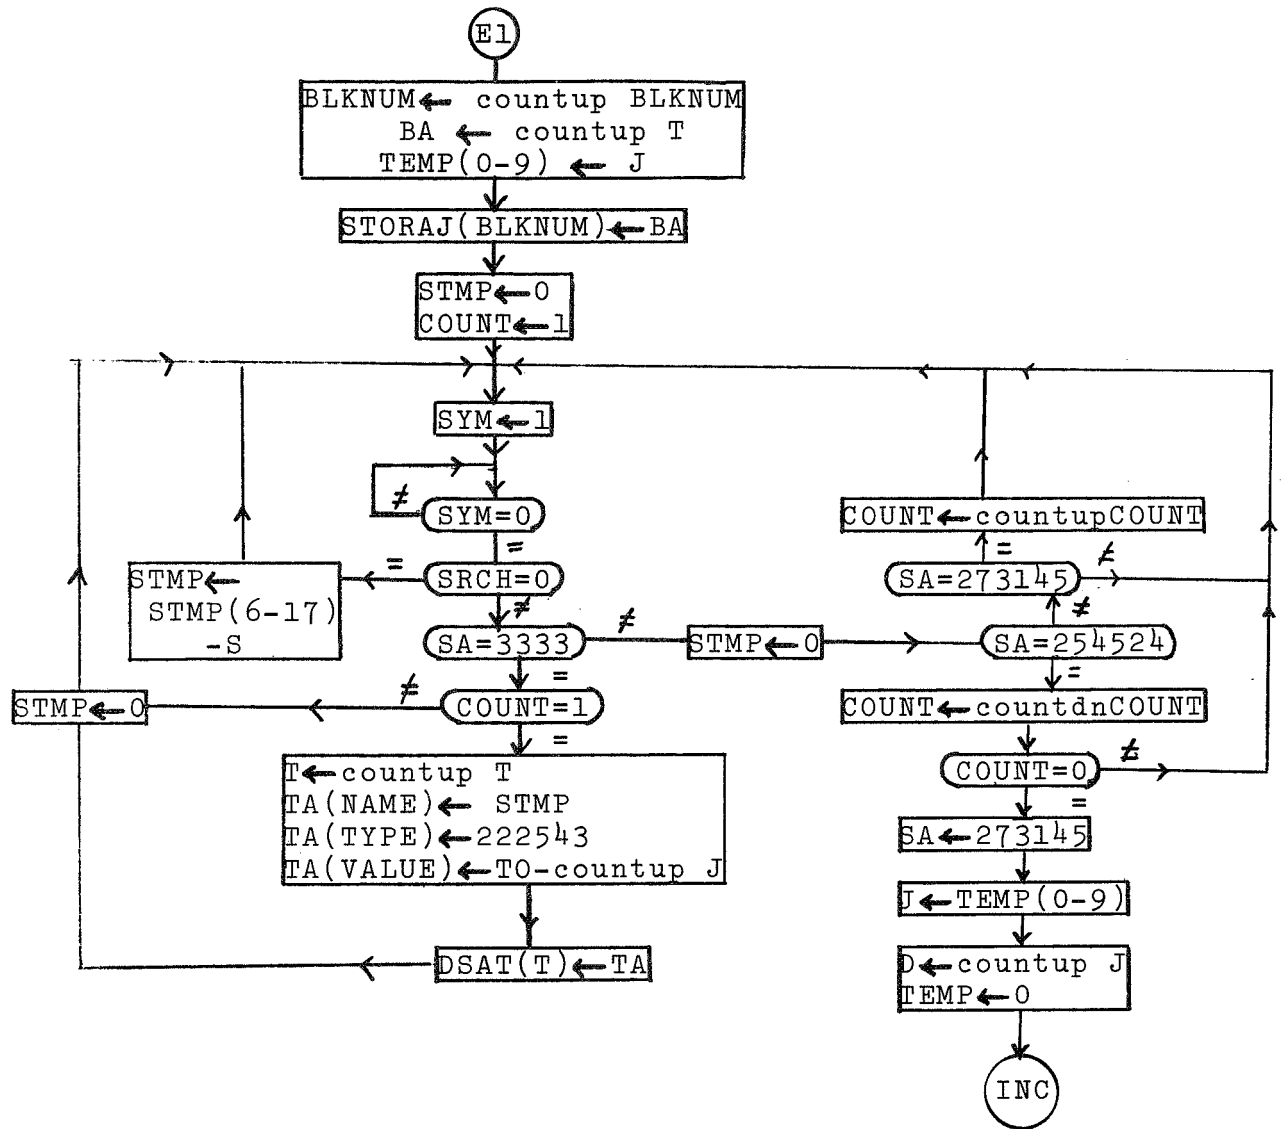 E1
BLKNUM← countup BLKNUM
BA ← countup T
TEMP(0-9) ← J
STORAJ(BLKNUM)←BA
STMP←0
COUNT←1
SYM←1
≠
SYM=0
=
COUNT←countupCOUNT
= ≠
STMP←
STMP(6-17)
-S
=
SRCH=0
≠
SA=273145
≠
SA=3333
≠
STMP←0
SA=254524
=
=
STMP←0
≠
COUNT=1
=
COUNT←countdnCOUNT
T←countup T
TA(NAME)← STMP
TA(TYPE)←222543
TA(VALUE)←TO-countup J
COUNT=0
≠
=
SA←273145
J←TEMP(0-9)
DSAT(T)←TA
D←countup J
TEMP←0
INC